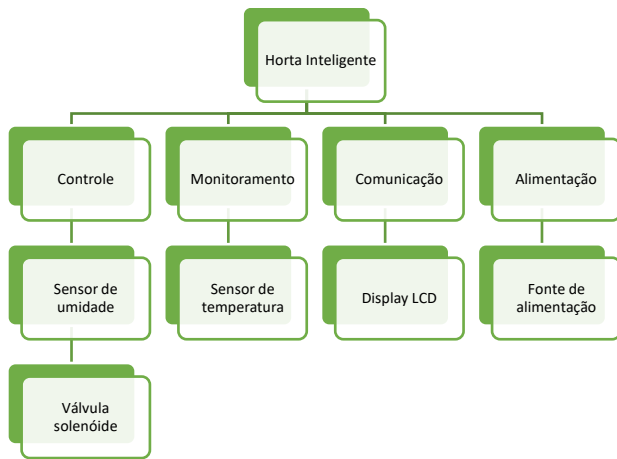 Horta Inteligente
Controle
Monitoramento
Comunicação
Alimentação
Sensor de
umidade
Sensor de
temperatura
Display LCD
Fonte de
alimentação
Válvula
solenóide